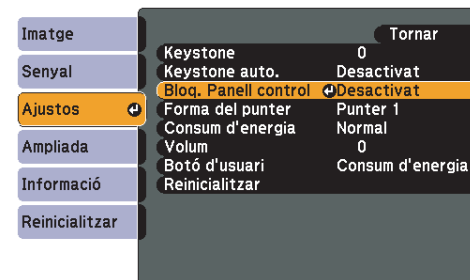 Imatge
Senyal
Ajustos
Ampliada
Informació
Reinicialitzar
Tornar
Keystone 0
Keystone auto. Desactivat
Bloq. Panell control Desactivat
Forma del punter Punter 1
Consum d'energia Normal
Volum 0
Botó d'usuari Consum d'energia
Reinicialitzar